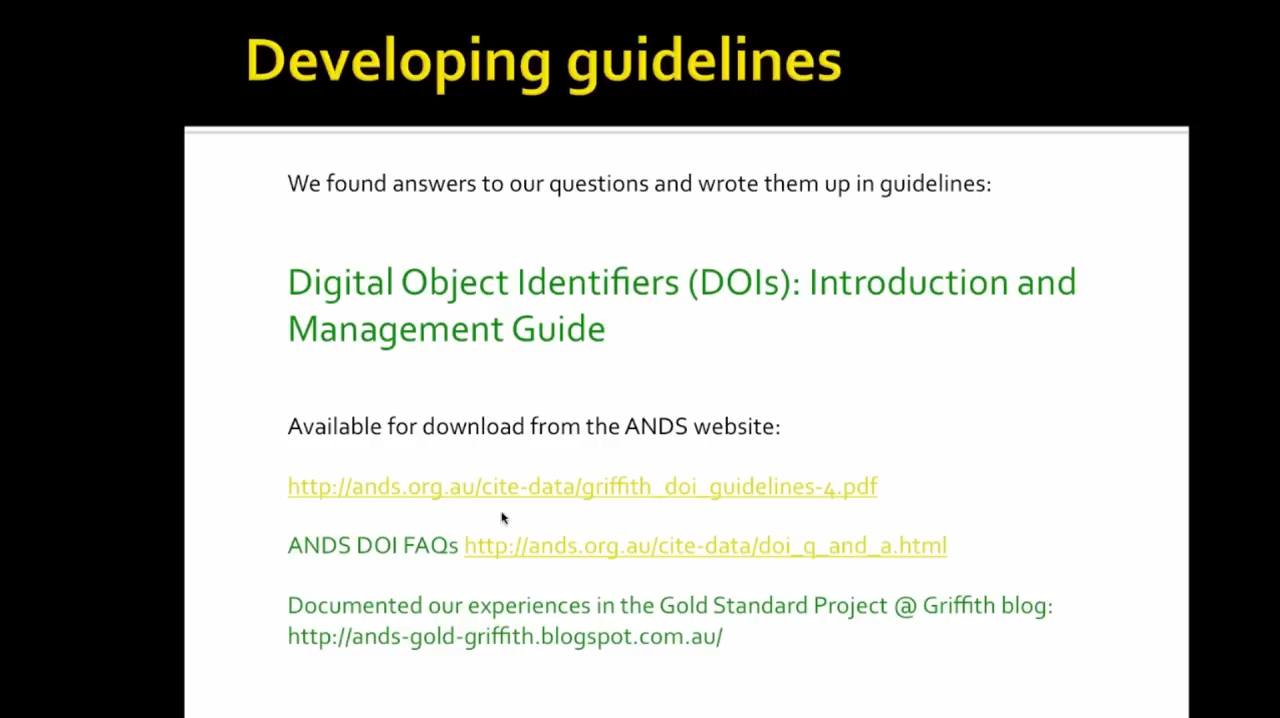 Developing guidelines
We found answers to our questions and wrote them up in guidelines:
Digital Object Identifiers (DOIs): Introduction and
Management Guide
Available for download from the ANDS website:
http://ands.org.au/cite-data/griffith_doi_guidelines-4.pdf
ANDS DOI FAQs http://ands.org.au/cite-data/doi_q_and_a.html
Documented our experiences in the Gold Standard Project @ Griffith blog:
http://ands-gold-griffith.blogspot.com.au/